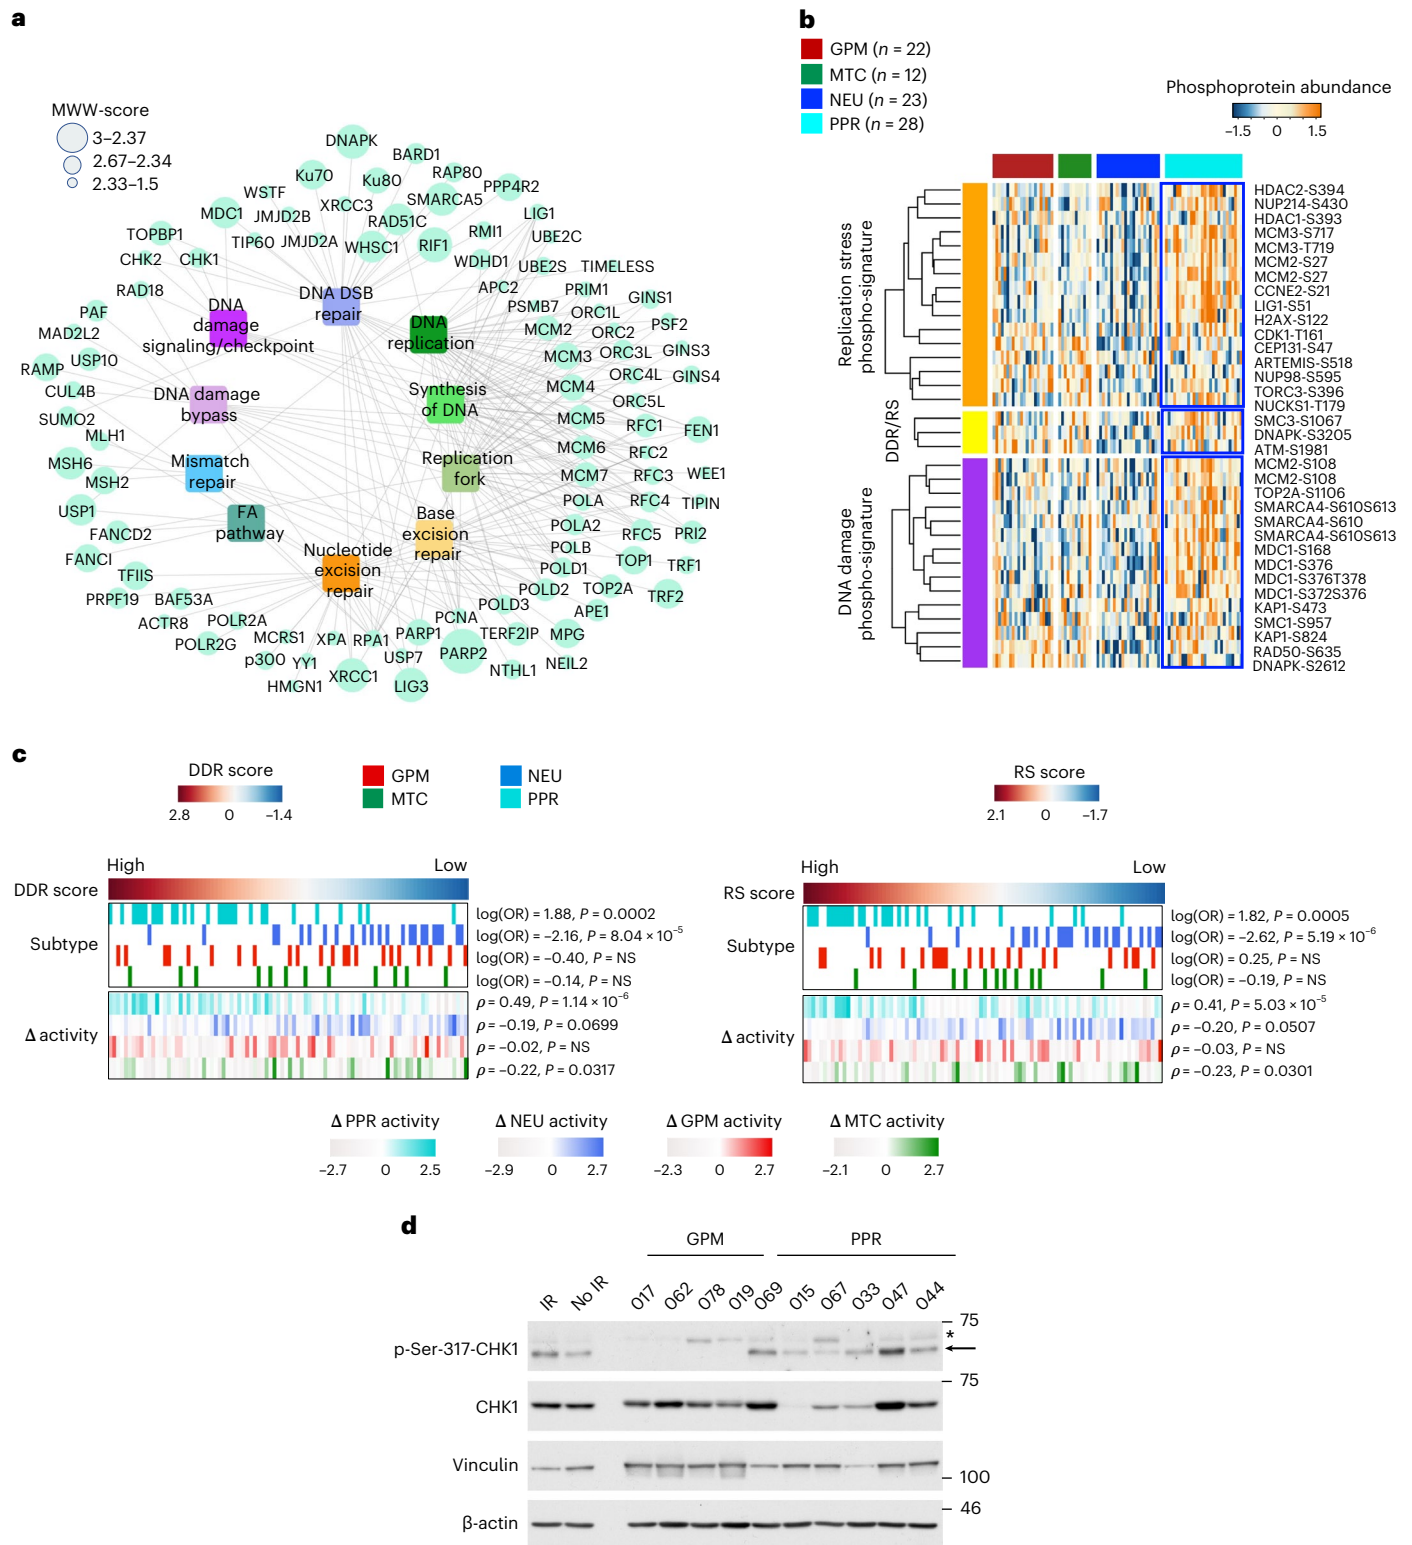 a
MWW-score
3–2.37
2.67–2.34
2.33–1.5
DNAPK
BARD1
Ku70
Ku80
RAP80
WSTF
PPP4R2
XRCC3
SMARCA5
MDC1
JMJD2B
RAD51C
LIG1
TOPBP1
TIP60
JMJD2A
WHSC1
RIF1
RMI1
UBE2C
CHK2
CHK1
WDHD1
UBE2S
TIMELESS
RAD18
APC2
PRIM1
PAF
PSMB7
ORC1L
GINS1
MAD2L2
MCM2
ORC2
PSF2
RAMP
USP10
MCM3
ORC3L
GINS3
CUL4B
MCM4
ORC4L
GINS4
SUMO2
ORC5L
MLH1
MCM5
RFC1
FEN1
MSH6
MCM6
RFC2
MSH2
MCM7
RFC3
WEE1
USP1
POLA
RFC4
TIPIN
FANCD2
POLA2
RFC5
PRI2
FANCI
POLB
TFIIS
POLD1
TOP1
TRF1
PRPF19
BAF53A
POLD2
TOP2A
TRF2
ACTR8
POLR2A
POLD3
APE1
POLR2G
MCRS1
XPA
RPA1
PARP1
PCNA
TERF2IP
MPG
p300
YY1
USP7
PARP2
NTHL1
NEIL2
HMGN1
XRCC1
LIG3
DNA
damage
signaling/checkpoint
DNA DSB
repair
DNA
replication
DNA damage
bypass
Synthesis
of DNA
Mismatch
repair
Replication
fork
FA
pathway
Base
excision
repair
Nucleotide
excision
repair
b
GPM (n = 22)
MTC (n = 12)
NEU (n = 23)
PPR (n = 28)
Phosphoprotein abundance
−1.5 0 1.5
Replication stress
phospho-signature
DDR/RS
DNA damage
phospho-signature
HDAC2-S394
NUP214-S430
HDAC1-S393
MCM3-S717
MCM3-T719
MCM2-S27
MCM2-S27
CCNE2-S21
LIG1-S51
H2AX-S122
CDK1-T161
CEP131-S47
ARTEMIS-S518
NUP98-S595
TORC3-S396
NUCKS1-T179
SMC3-S1067
DNAPK-S3205
ATM-S1981
MCM2-S108
MCM2-S108
TOP2A-S1106
SMARCA4-S610S613
SMARCA4-S610
SMARCA4-S610S613
MDC1-S168
MDC1-S376
MDC1-S376T378
MDC1-S372S376
KAP1-S473
SMC1-S957
KAP1-S824
RAD50-S635
DNAPK-S2612
c
DDR score
2.8 0 −1.4
GPM
MTC
NEU
PPR
RS score
2.1 0 −1.7
High Low
DDR score
Subtype
log(OR) = 1.88, P = 0.0002
log(OR) = −2.16, P = 8.04 × 10−5
log(OR) = −0.40, P = NS
log(OR) = −0.14, P = NS
Δ activity
ρ = 0.49, P = 1.14 × 10−6
ρ = −0.19, P = 0.0699
ρ = −0.02, P = NS
ρ = −0.22, P = 0.0317
High Low
RS score
Subtype
log(OR) = 1.82, P = 0.0005
log(OR) = −2.62, P = 5.19 × 10−6
log(OR) = 0.25, P = NS
log(OR) = −0.19, P = NS
Δ activity
ρ = 0.41, P = 5.03 × 10−5
ρ = −0.20, P = 0.0507
ρ = −0.03, P = NS
ρ = −0.23, P = 0.0301
Δ PPR activity
−2.7 0 2.5
Δ NEU activity
−2.9 0 2.7
Δ GPM activity
−2.3 0 2.7
Δ MTC activity
−2.1 0 2.7
d
GPM PPR
IR No IR 017 062 078 019 069 015 067 033 047 044
75
*
p-Ser-317-CHK1
75
CHK1
Vinculin
100
46
β-actin